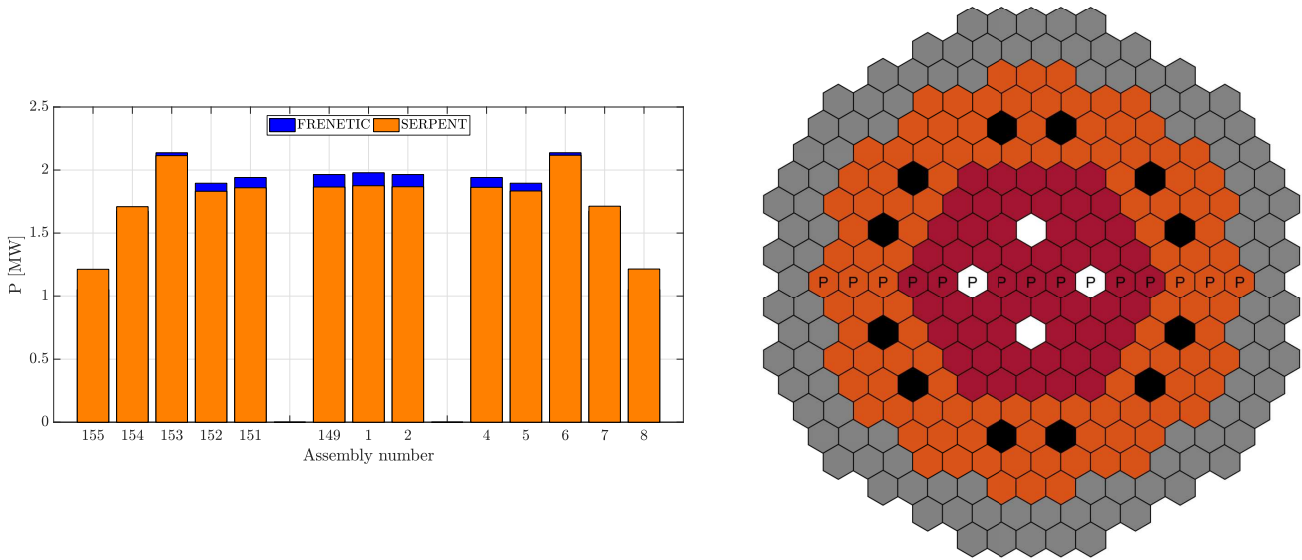 FRENETIC SERPENT
P [MW]
2.5
2
1.5
1
0.5
0
155 154 153 152 151 149 1 2 4 5 6 7 8
Assembly number
P P P P P P P P P P P P P P P